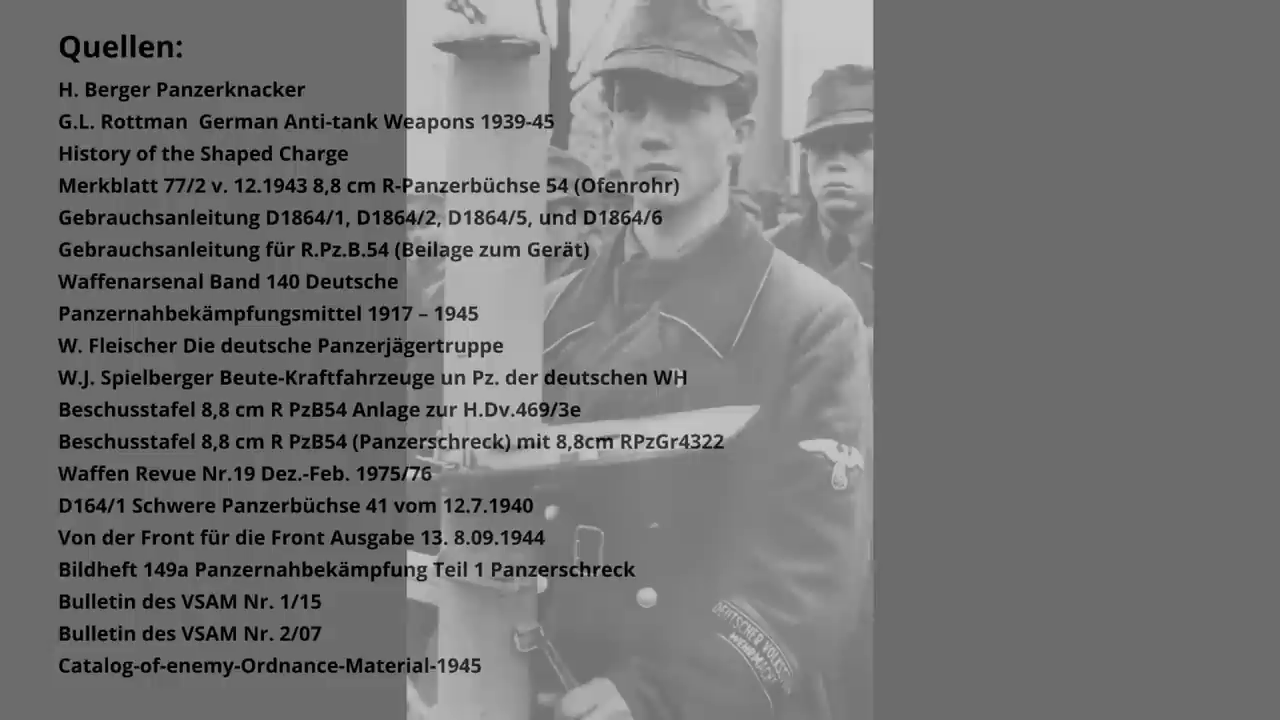 Quellen:
H. Berger Panzerknacker
G.L. Rottman  German Anti-tank Weapons 1939-45
History of the Shaped Charge
Merkblatt 77/2 v. 12.1943 8,8 cm R-Panzerbüchse 54 (Ofenrohr)
Gebrauchsanleitung D1864/1, D1864/2, D1864/5, und D1864/6
Gebrauchsanleitung für R.Pz.B.54 (Beilage zum Gerät)
Waffenarsenal Band 140 Deutsche
Panzernahbekämpfungsmittel 1917 – 1945
W. Fleischer Die deutsche Panzerjägertruppe
W.J. Spielberger Beute-Kraftfahrzeuge un Pz. der deutschen WH
Beschusstafel 8,8 cm R PzB54 Anlage zur H.Dv.469/3e
Beschusstafel 8,8 cm R PzB54 (Panzerschreck) mit 8,8cm RPzGr4322
Waffen Revue Nr.19 Dez.-Feb. 1975/76
D164/1 Schwere Panzerbüchse 41 vom 12.7.1940
Von der Front für die Front Ausgabe 13. 8.09.1944
Bildheft 149a Panzernahbekämpfung Teil 1 Panzerschreck
Bulletin des VSAM Nr. 1/15
Bulletin des VSAM Nr. 2/07
Catalog-of-enemy-Ordnance-Material-1945
DEUTSCHER
WEHRMACHT